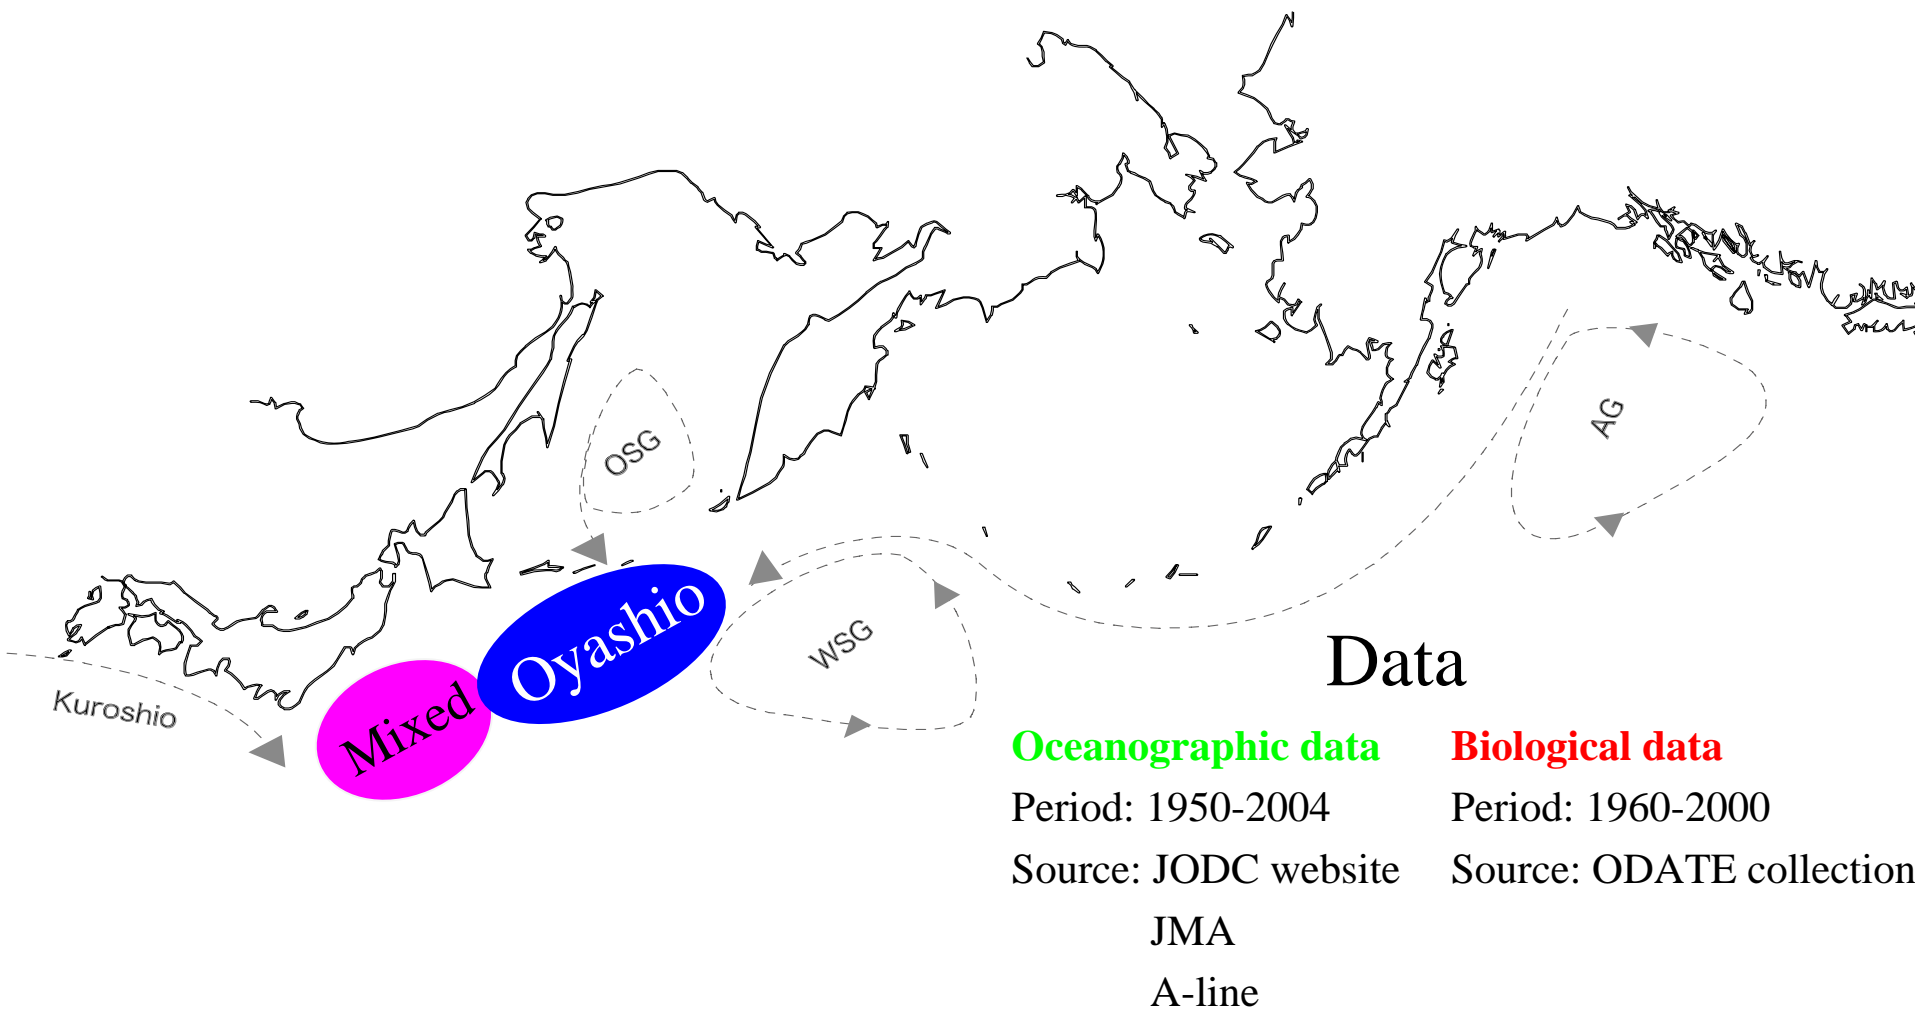 OSG
AG
Oyashio
WSG
Kuroshio
Mixed
Data
Oceanographic data
Period: 1950-2004
Source: JODC website
JMA
A-line
Biological data
Period: 1960-2000
Source: ODATE collection